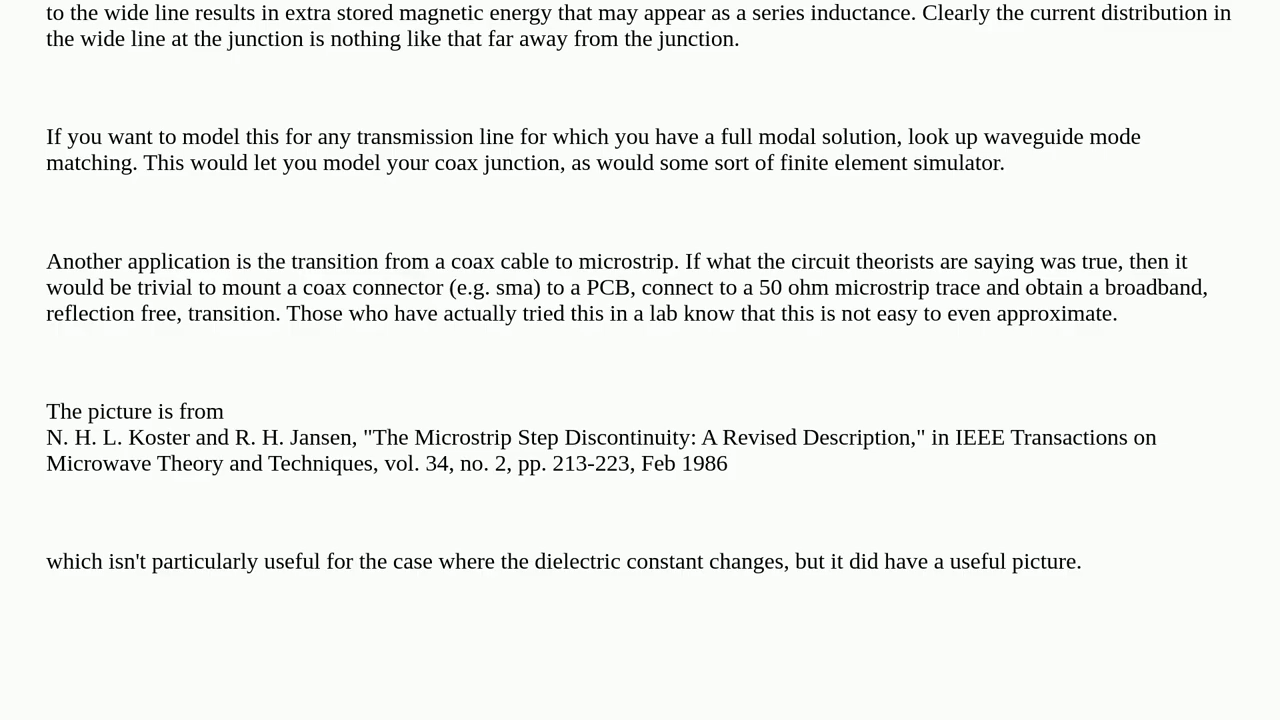 to the wide line results in extra stored magnetic energy that may appear as a series inductance. Clearly the current distribution in
the wide line at the junction is nothing like that far away from the junction.
If you want to model this for any transmission line for which you have a full modal solution, look up waveguide mode
matching. This would let you model your coax junction, as would some sort of finite element simulator.
Another application is the transition from a coax cable to microstrip. If what the circuit theorists are saying was true, then it
would be trivial to mount a coax connector (e.g. sma) to a PCB, connect to a 50 ohm microstrip trace and obtain a broadband,
reflection free, transition. Those who have actually tried this in a lab know that this is not easy to even approximate.
The picture is from
N. H. L. Koster and R. H. Jansen, "The Microstrip Step Discontinuity: A Revised Description," in IEEE Transactions on
Microwave Theory and Techniques, vol. 34, no. 2, pp. 213-223, Feb 1986
which isn't particularly useful for the case where the dielectric constant changes, but it did have a useful picture.